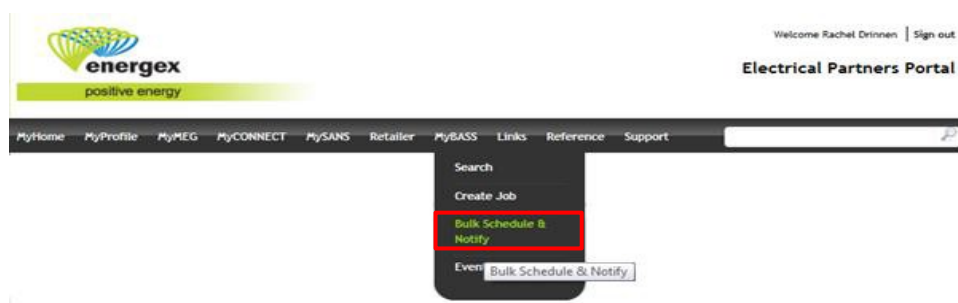 Welcome Rachel Drinnen | Sign out
energex
positive energy
Electrical Partners Portal
MyHome MyProfile MyMEG MyCONNECT MySANS Retailer MyBASS Links Reference Support
Search
Create Job
Bulk Schedule &
Notify
Event
Bulk Schedule & Notify